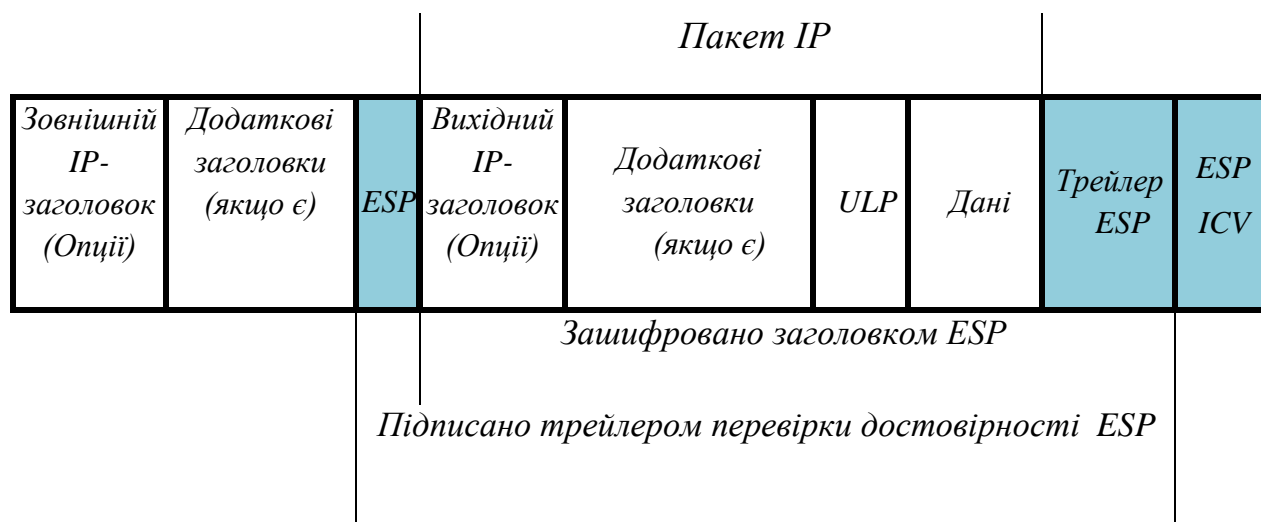 Пакет IP
Зовнішній
IP-
заголовок
(Опції)
Додаткові
заголовки
(якщо є)
ESP
Вихідний
IP-
заголовок
(Опції)
Додаткові
заголовки
(якщо є)
ULP
Дані
Трейлер
ESP
ESP
ICV
Зашифровано заголовком ESP
Підписано трейлером перевірки достовірності ESP